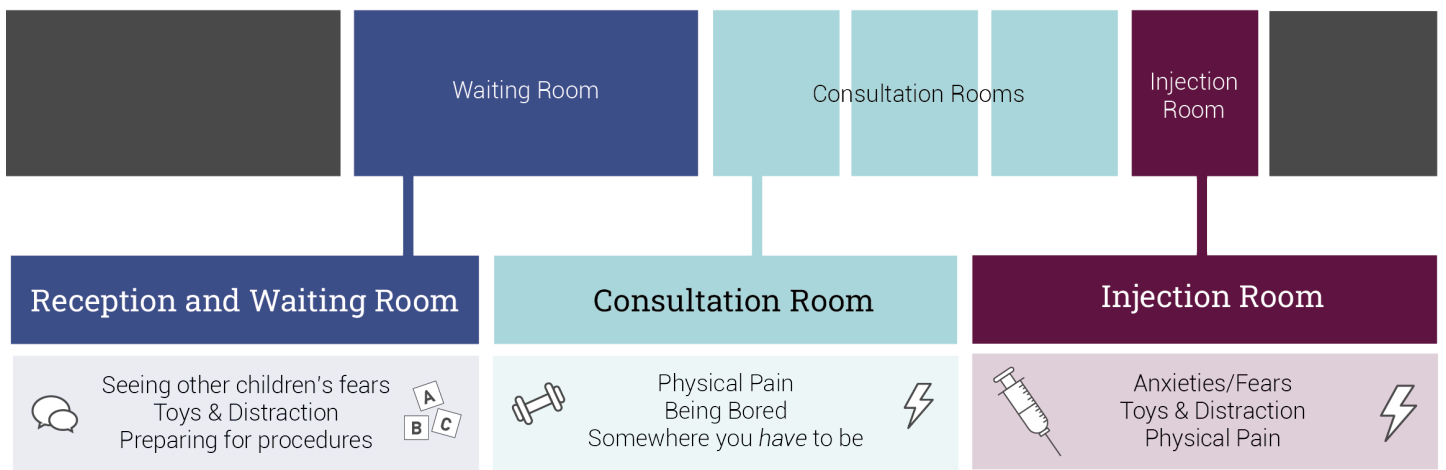 Waiting Room
Consultation Rooms
Injection
Room
Reception and Waiting Room
Consultation Room
Injection Room
Seeing other children's fears
Toys & Distraction
Preparing for procedures
A
B
C
Physical Pain
Being Bored
Somewhere you have to be
Anxieties/Fears
Toys & Distraction
Physical Pain